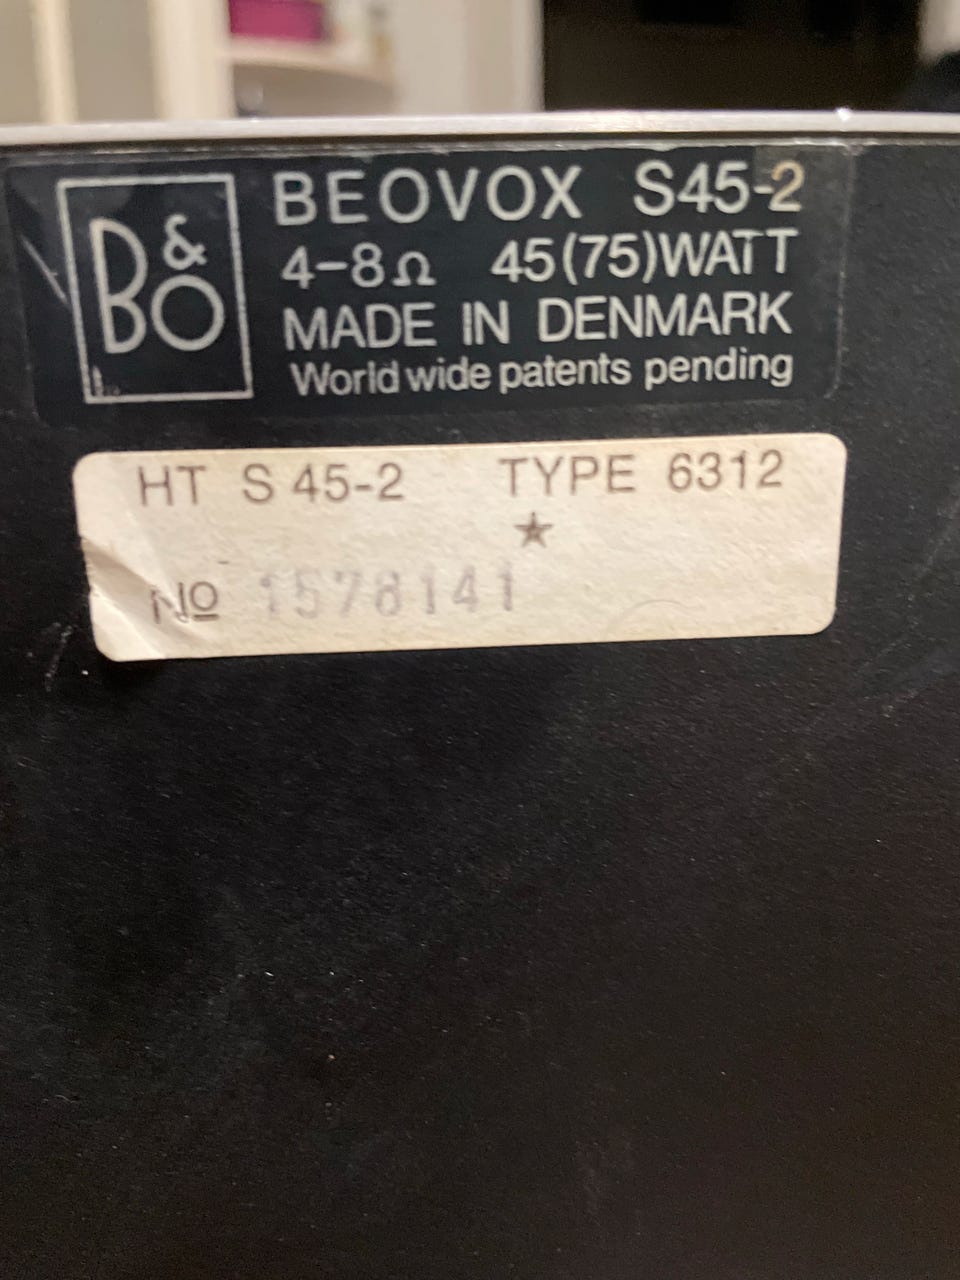 B&O
BEOVOX S45-2
4-8Ω 45(75)WATT
MADE IN DENMARK
World wide patents pending
HT S 45-2 TYPE 6312
★
No 1578141